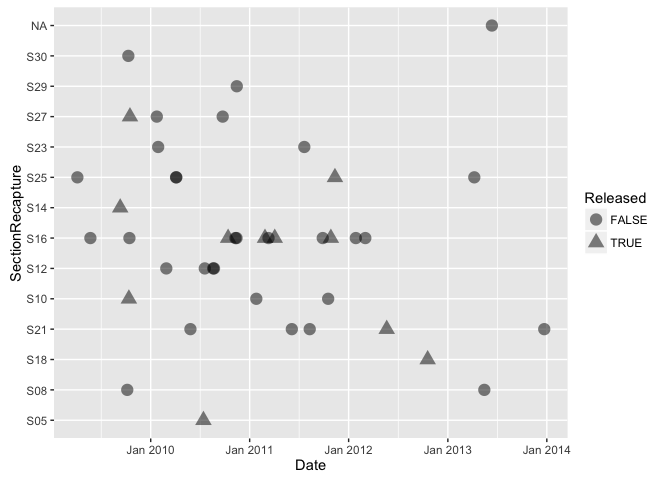 SectionRecapture
NA
S30
S29
S27
S23
S25
S14
S16
S12
S10
S21
S18
S08
S05
Jan 2010 Jan 2011 Jan 2012 Jan 2013 Jan 2014
Date
Released
FALSE
TRUE